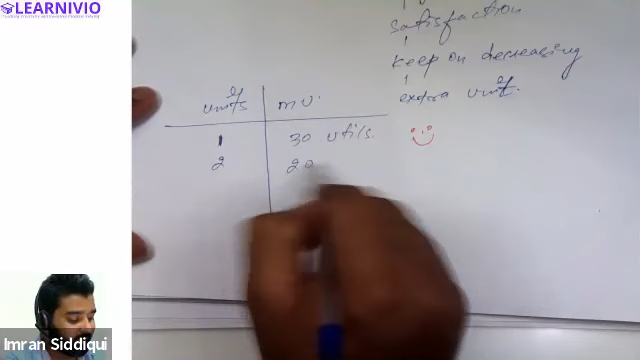 LEARNIVIO
satisfaction
keep on decreasing
extra unit.
units MU.
1 30 utils.
2 20
Imran Siddiqui